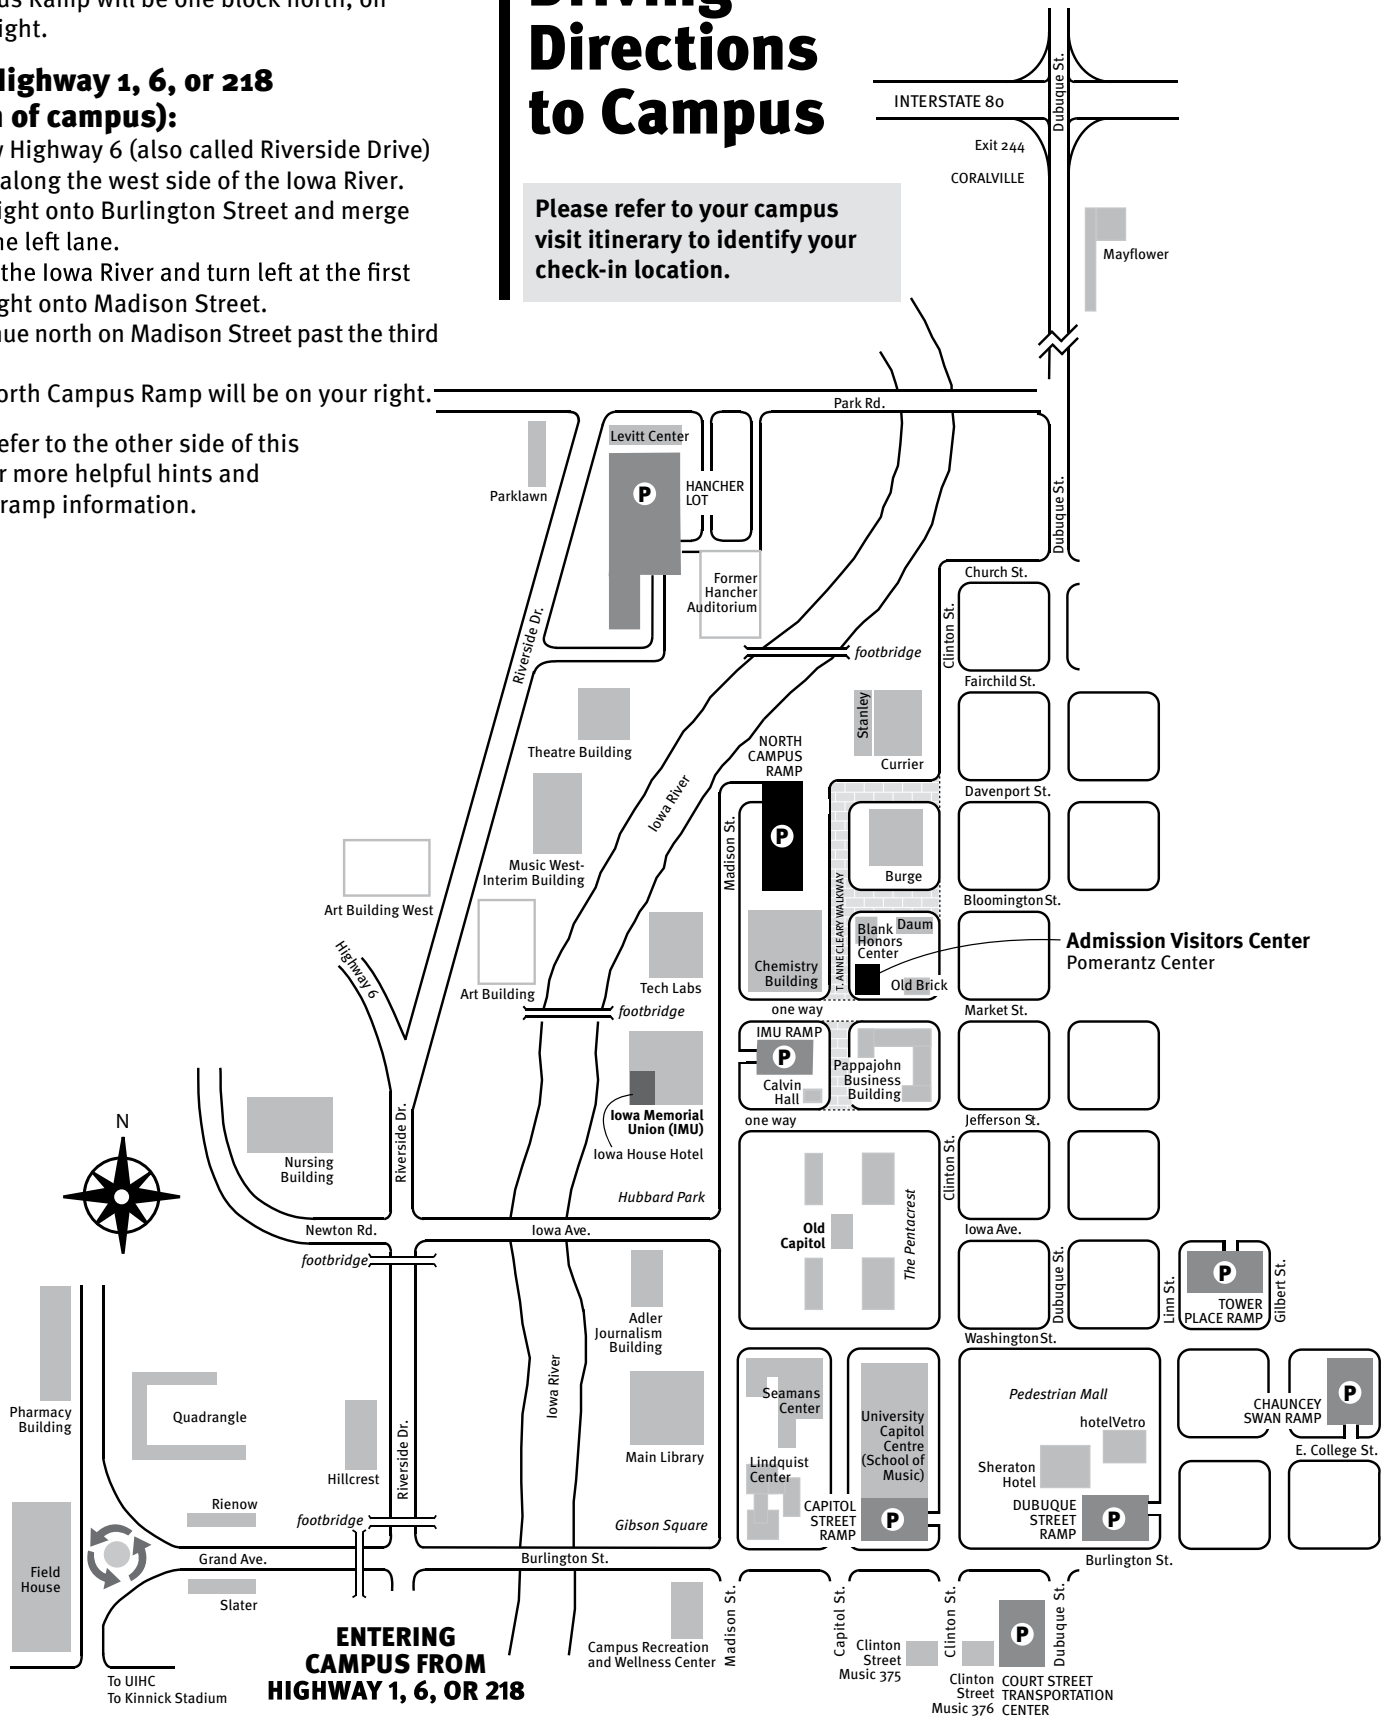 us Ramp will be one block north, on
ight.
Highway 1, 6, or 218
of campus):
Highway 6 (also called Riverside Drive)
along the west side of the Iowa River.
ight onto Burlington Street and merge
he left lane.
the Iowa River and turn left at the first
ght onto Madison Street.
ue north on Madison Street past the third
orth Campus Ramp will be on your right.
efer to the other side of this
r more helpful hints and
ramp information.
Driving
Directions
to Campus
Please refer to your campus
visit itinerary to identify your
check-in location.
INTERSTATE 80
Dubuque St.
Exit 244
CORALVILLE
Mayflower
Park Rd.
Levitt Center
P
HANCHER
LOT
Parklawn
Dubuque St.
Former
Hancher
Auditorium
Church St.
Riverside Dr.
Clinton St.
footbridge
Fairchild St.
Theatre Building
Stanley
Currier
NORTH
CAMPUS
RAMP
P
Davenport St.
Iowa River
Madison St.
Music West-
Interim Building
Burge
T. ANNE CLEARY WALKWAY
Bloomington St.
Art Building West
Highway 6
Art Building
Tech Labs
Chemistry
Building
Blank
Honors
Center
Daum
Old Brick
Admission Visitors Center
Pomerantz Center
footbridge
one way
Market St.
IMU RAMP
P
Calvin
Hall
Pappajohn
Business
Building
Iowa Memorial
Union (IMU)
Iowa House Hotel
one way
Jefferson St.
N
Nursing
Building
Riverside Dr.
Hubbard Park
Clinton St.
Old
Capitol
The Pentacrest
Newton Rd.
Iowa Ave.
Iowa Ave.
footbridge
Adler
Journalism
Building
Dubuque St.
Linn St.
P
TOWER
PLACE RAMP
Gilbert St.
Washington St.
Pharmacy
Building
Quadrangle
Hillcrest
Riverside Dr.
Iowa River
Main Library
Seamans
Center
Lindquist
Center
University
Capitol
Centre
(School of
Music)
Pedestrian Mall
hotelVetro
Sheraton
Hotel
CHAUNCEY
SWAN RAMP
P
E. College St.
Rienow
footbridge
Gibson Square
CAPITOL
STREET
RAMP
P
DUBUQUE
STREET
RAMP
P
Field
House
Grand Ave.
Burlington St.
Burlington St.
Slater
ENTERING
CAMPUS FROM
HIGHWAY 1, 6, OR 218
Campus Recreation
and Wellness Center
Madison St.
Capitol St.
Clinton St.
Dubuque St.
Clinton
Street
Music 375
Clinton
Street
Music 376
P
COURT STREET
TRANSPORTATION
CENTER
To UIHC
To Kinnick Stadium